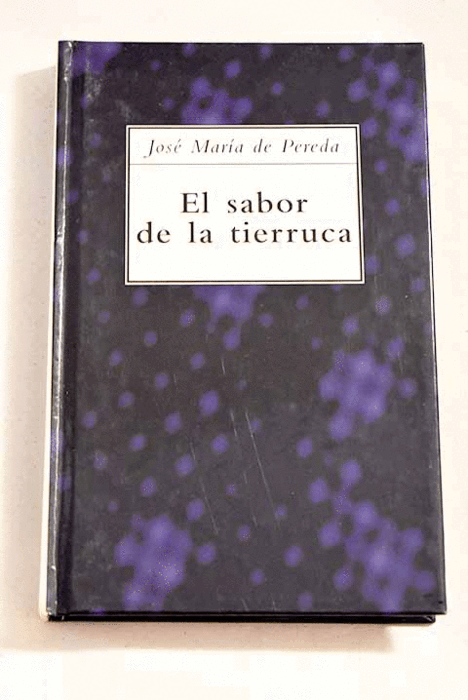 José María de Pereda
El sabor
de la tierruca